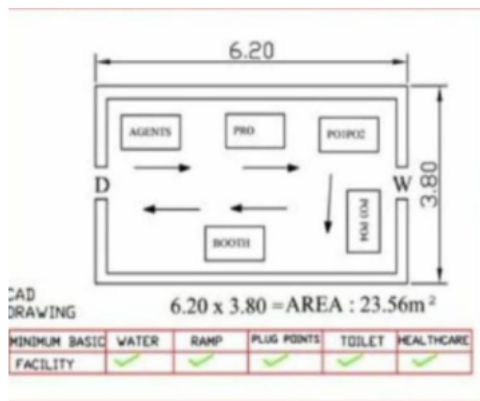 6.20
AGENTS
PRO
PO1PO2
D
W
3.80
PO3 PO4
BOOTH
CAD
DRAWING
6.20 x 3.80 =AREA : 23.56m²
MINIMUM BASIC WATER RAMP PLUG POINTS TOILET HEALTHCARE
FACILITY